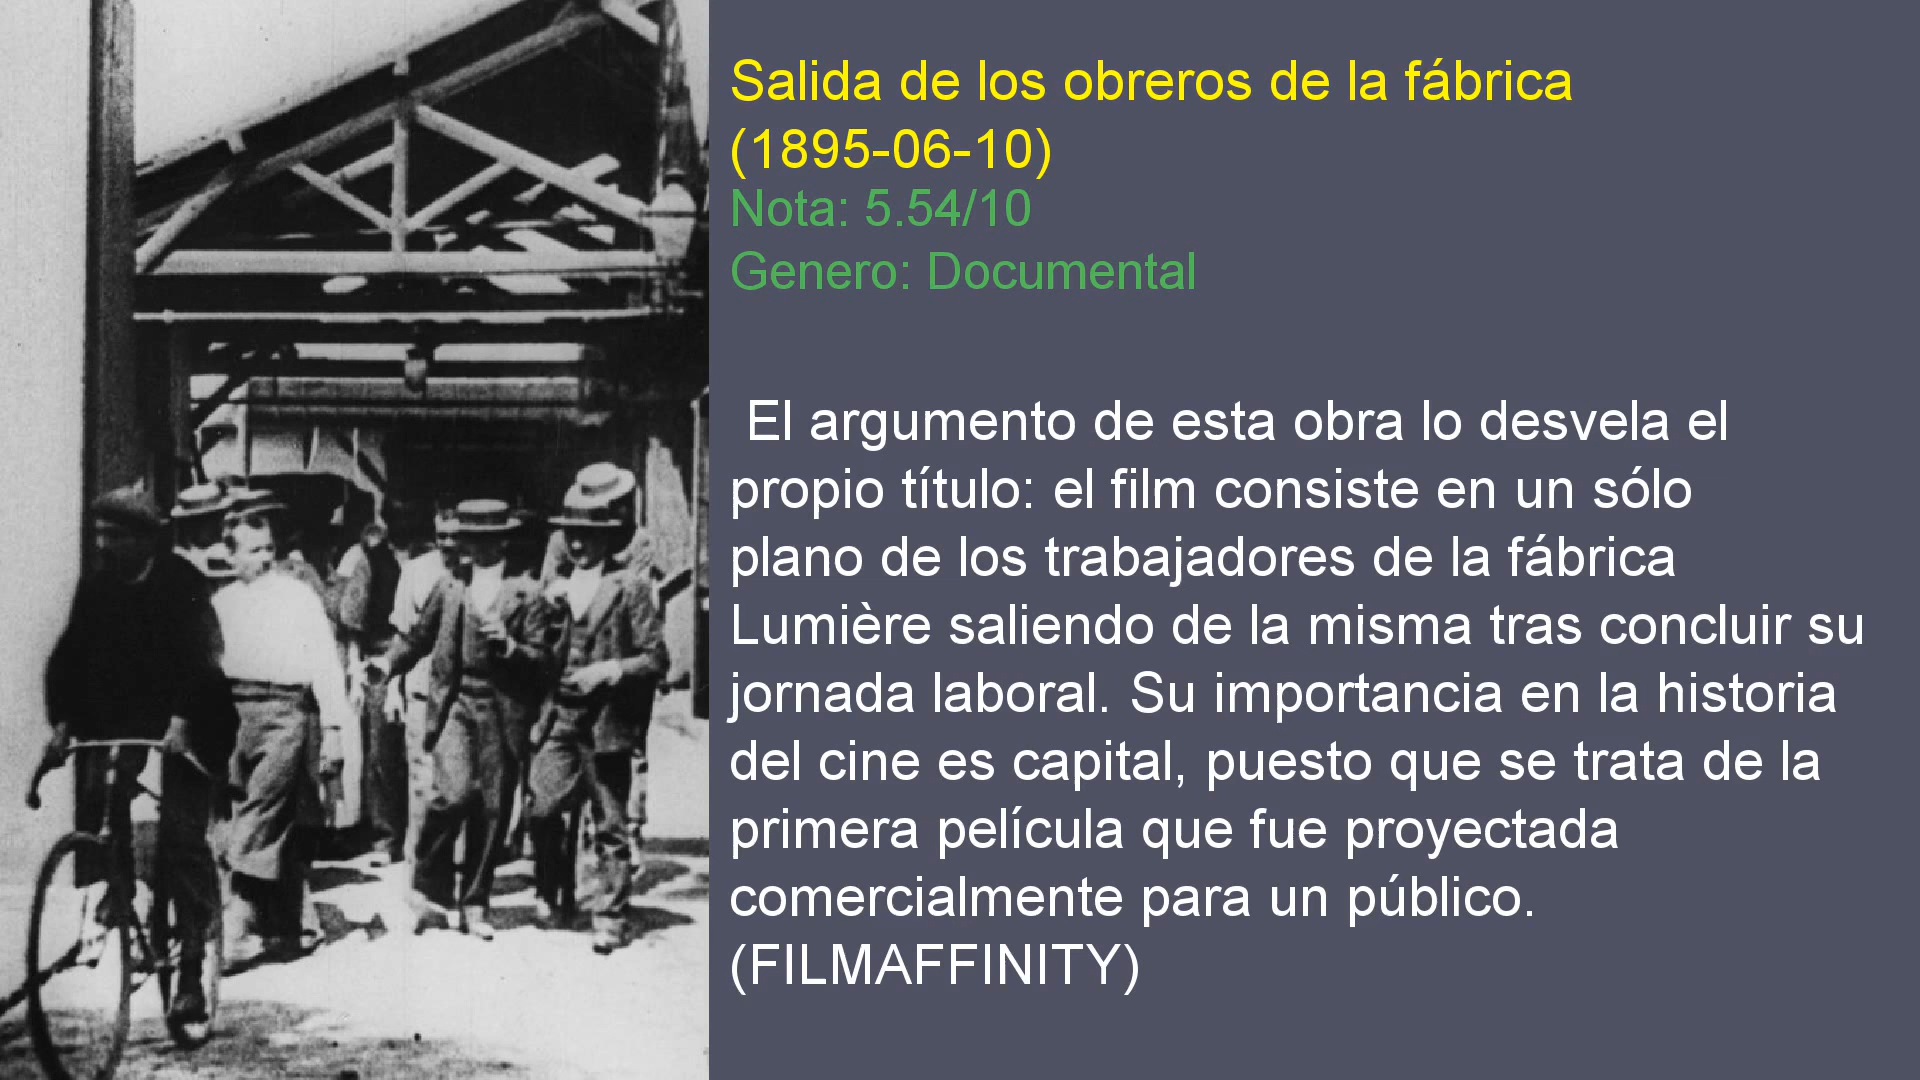 Salida de los obreros de la fábrica
(1895-06-10)
Nota: 5.54/10
Genero: Documental
El argumento de esta obra lo desvela el
propio título: el film consiste en un sólo
plano de los trabajadores de la fábrica
Lumière saliendo de la misma tras concluir su
jornada laboral. Su importancia en la historia
del cine es capital, puesto que se trata de la
primera película que fue proyectada
comercialmente para un público.
(FILMAFFINITY)